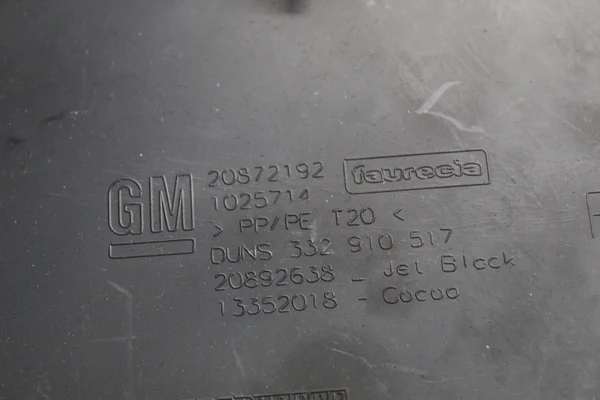 GM
20872192 faurecia
1025714
> PP/PE T20 <
DUNS 332 910 517
20892638 - Jet Black
13352018 - Cocoa